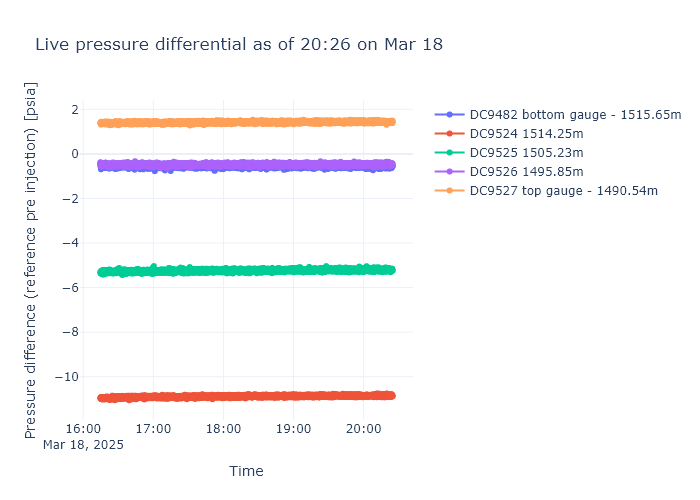 Live pressure differential as of 20:26 on Mar 18
Pressure difference (reference pre injection) [psia]
2
0
−2
−4
−6
−8
−10
16:00
Mar 18, 2025
17:00
18:00
19:00
20:00
Time
DC9482 bottom gauge - 1515.65m
DC9524 1514.25m
DC9525 1505.23m
DC9526 1495.85m
DC9527 top gauge - 1490.54m